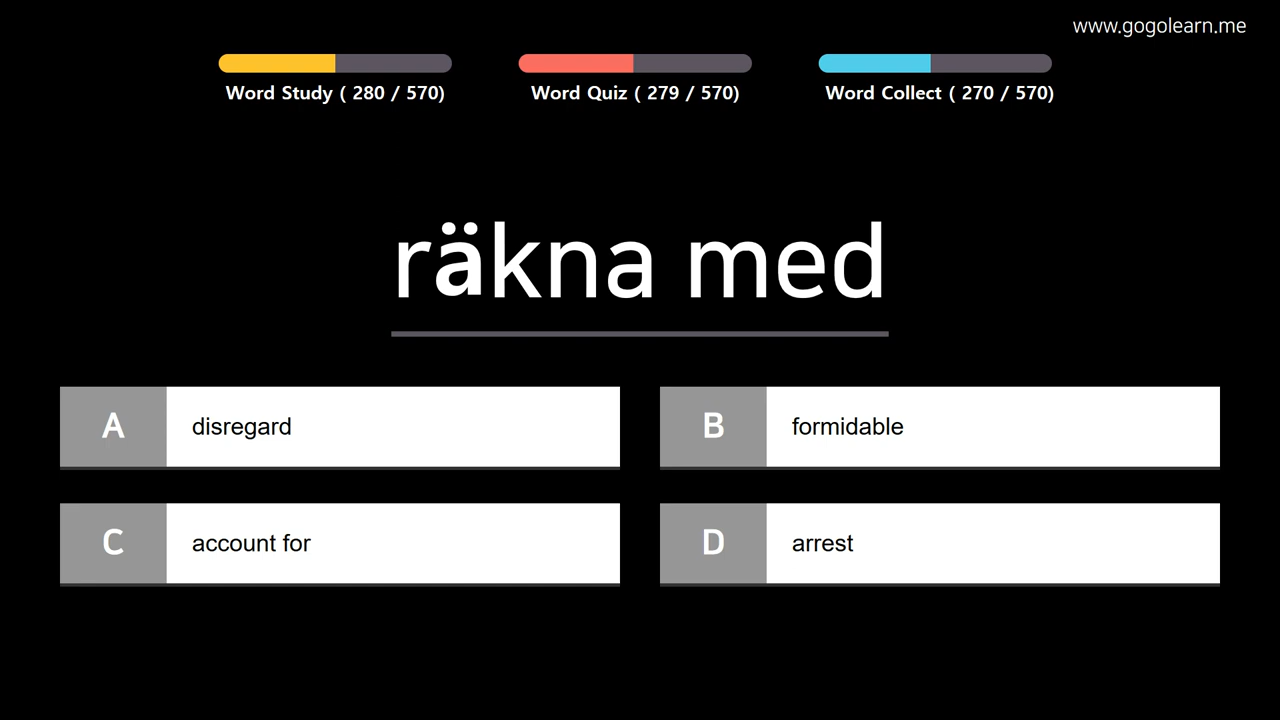 www.gogolearn.me
Word Study ( 280 / 570)
Word Quiz ( 279 / 570)
Word Collect ( 270 / 570)
räkna med
A disregard
B formidable
C account for
D arrest